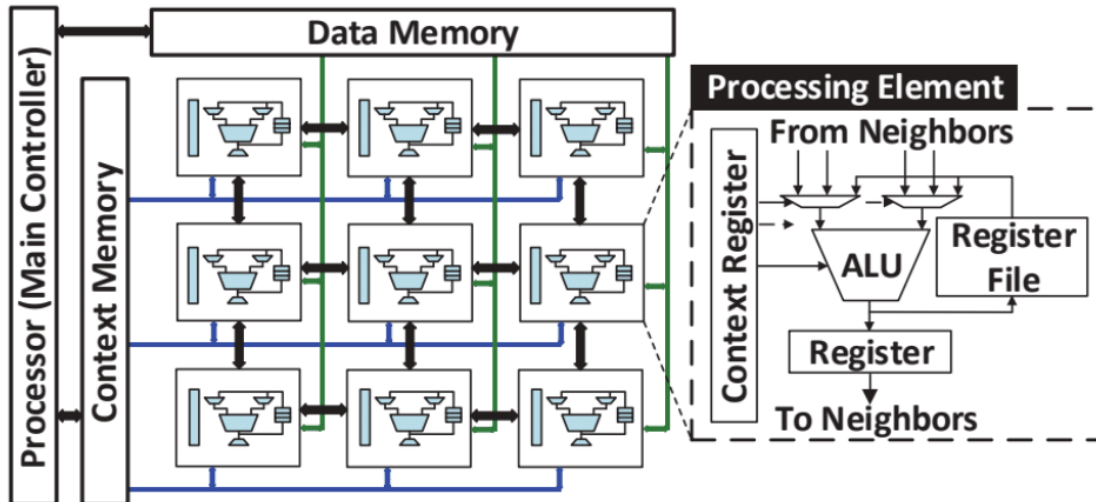 Processor (Main Controller)
Context Memory
Data Memory
Processing Element
From Neighbors
Context Register
ALU
Register
File
Register
To Neighbors